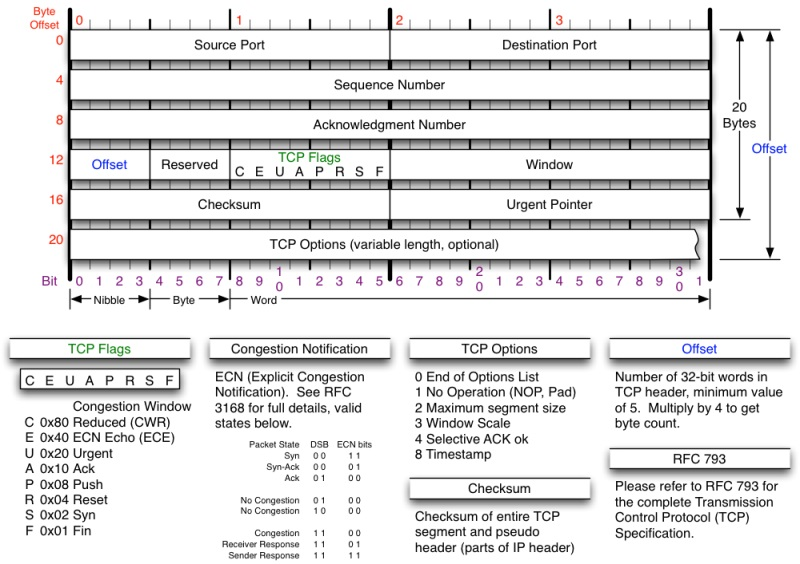 Byte
Offset
0 1 2 3
0 Source Port Destination Port
4 Sequence Number
8 Acknowledgment Number
12 Offset Reserved TCP Flags Window
C E U A P R S F
16 Checksum Urgent Pointer
20 TCP Options (variable length, optional)
20
Bytes
Offset
Bit 0 1 2 3 4 5 6 7 8 9 10 1 2 3 4 5 6 7 8 9 20 1 2 3 4 5 6 7 8 9 30 1
Nibble Byte Word
TCP Flags
C E U A P R S F
Congestion Window
C 0x80 Reduced (CWR)
E 0x40 ECN Echo (ECE)
U 0x20 Urgent
A 0x10 Ack
P 0x08 Push
R 0x04 Reset
S 0x02 Syn
F 0x01 Fin
Congestion Notification
ECN (Explicit Congestion
Notification). See RFC
3168 for full details, valid
states below.
Packet State DSB ECN bits
Syn 0 0 1 1
Syn-Ack 0 0 0 1
Ack 0 1 0 0
No Congestion 0 1 0 0
No Congestion 1 0 0 0
Congestion 1 1 0 0
Receiver Response 1 1 0 1
Sender Response 1 1 1 1
TCP Options
0 End of Options List
1 No Operation (NOP, Pad)
2 Maximum segment size
3 Window Scale
4 Selective ACK ok
8 Timestamp
Checksum
Checksum of entire TCP
segment and pseudo
header (parts of IP header)
Offset
Number of 32-bit words in
TCP header, minimum value
of 5. Multiply by 4 to get
byte count.
RFC 793
Please refer to RFC 793 for
the complete Transmission
Control Protocol (TCP)
Specification.